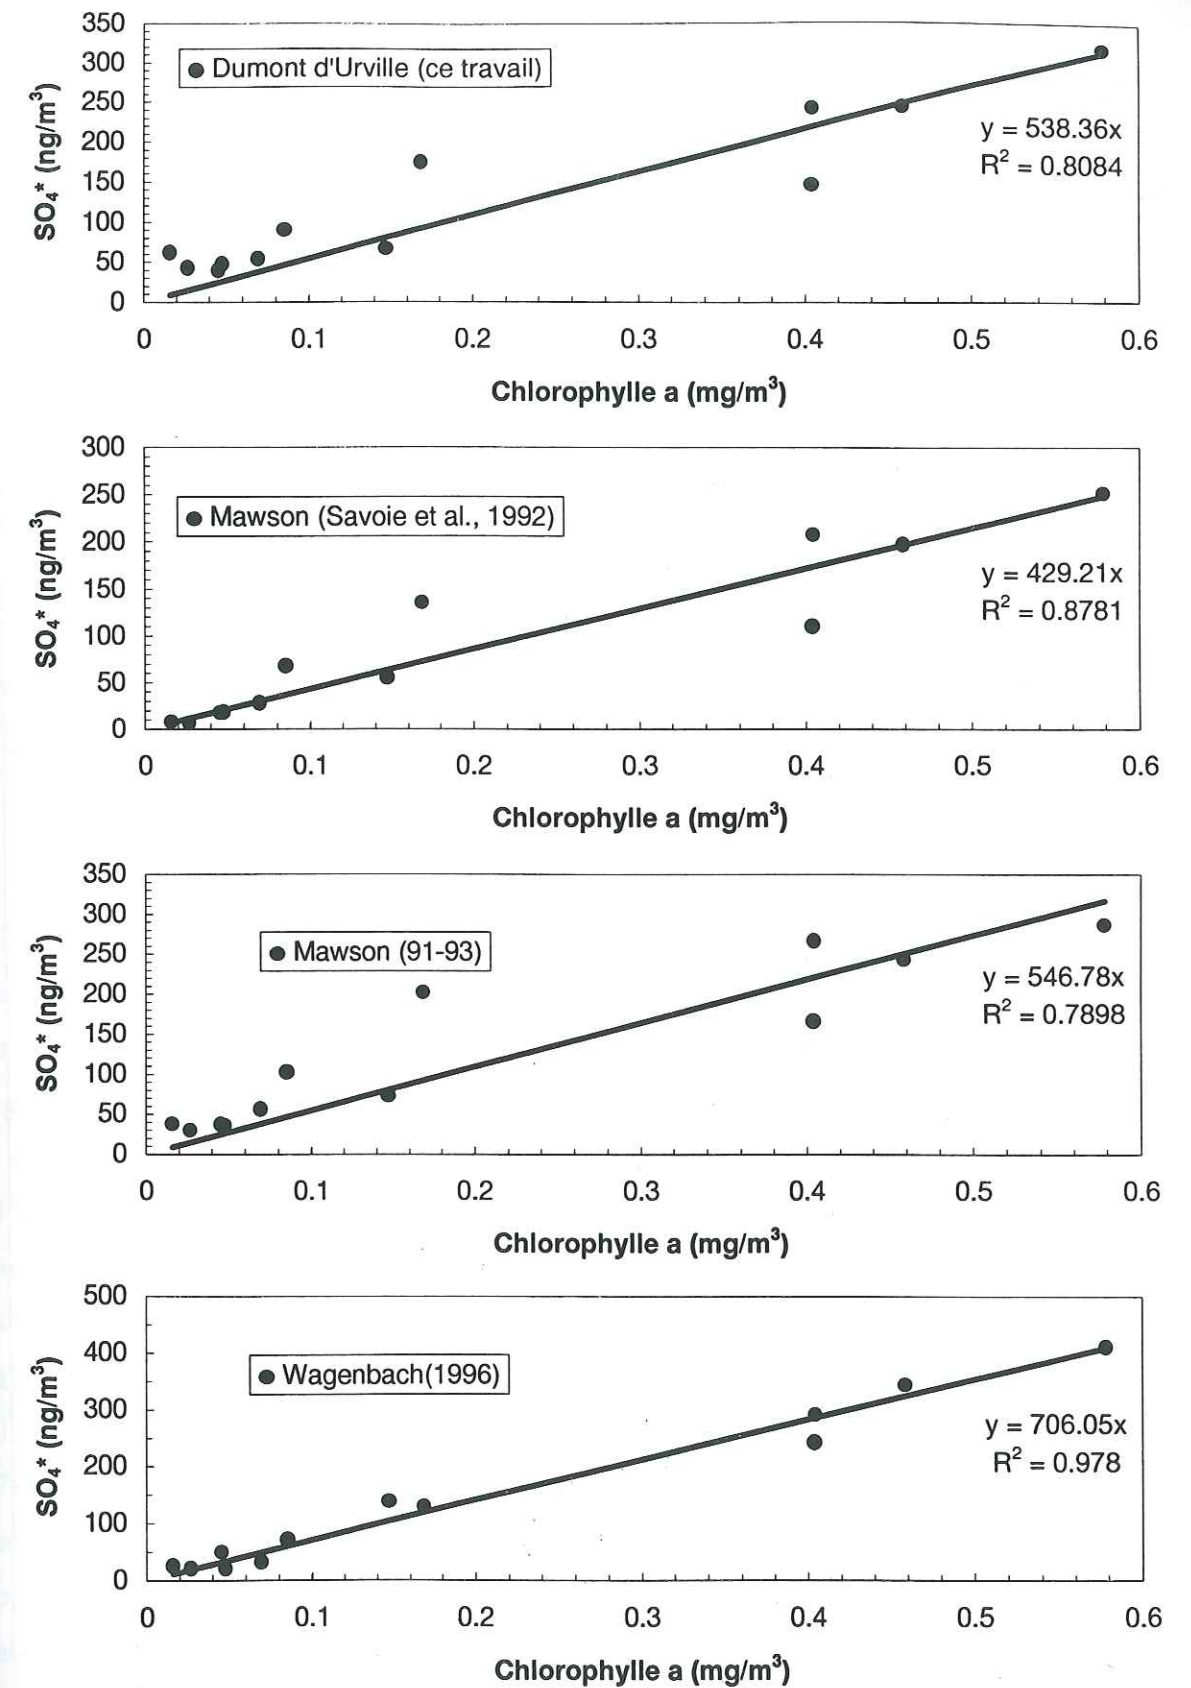 350
300
250
200
150
100
50
0
SO₄* (ng/m³)
● Dumont d'Urville (ce travail)
y = 538.36x
R² = 0.8084
0 0.1 0.2 0.3 0.4 0.5 0.6
Chlorophylle a (mg/m³)
300
250
200
150
100
50
0
SO₄* (ng/m³)
● Mawson (Savoie et al., 1992)
y = 429.21x
R² = 0.8781
0 0.1 0.2 0.3 0.4 0.5 0.6
Chlorophylle a (mg/m³)
350
300
250
200
150
100
50
0
SO₄* (ng/m³)
● Mawson (91-93)
y = 546.78x
R² = 0.7898
0 0.1 0.2 0.3 0.4 0.5 0.6
Chlorophylle a (mg/m³)
500
400
300
200
100
0
SO₄* (ng/m³)
● Wagenbach(1996)
y = 706.05x
R² = 0.978
0 0.1 0.2 0.3 0.4 0.5 0.6
Chlorophylle a (mg/m³)